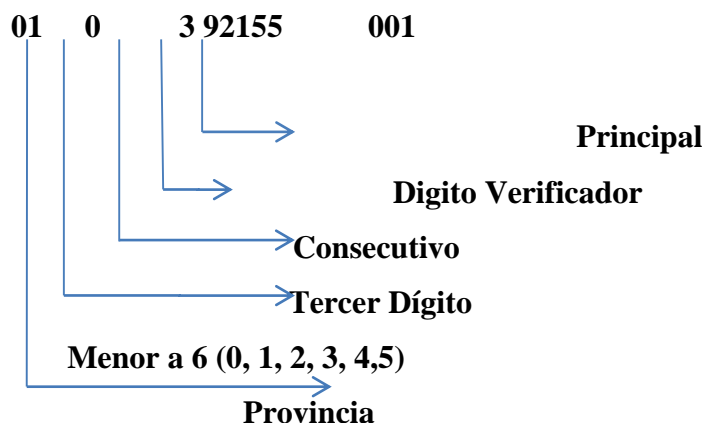 01 0 3 92155 001
Principal
Digito Verificador
Consecutivo
Tercer Dígito
Menor a 6 (0, 1, 2, 3, 4,5)
Provincia